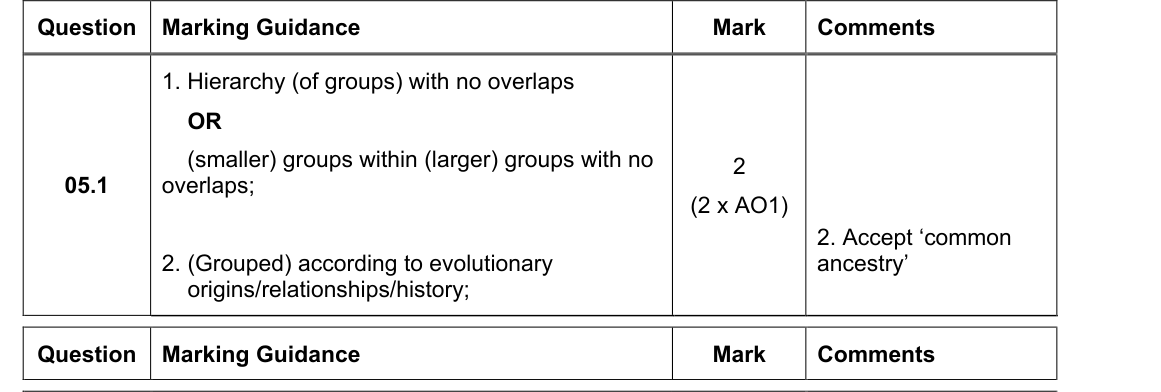 Question Marking Guidance Mark Comments
1. Hierarchy (of groups) with no overlaps
OR
(smaller) groups within (larger) groups with no
overlaps;
05.1
2
(2 x AO1)
2. (Grouped) according to evolutionary
origins/relationships/history;
2. Accept ‘common
ancestry’
Question Marking Guidance Mark Comments